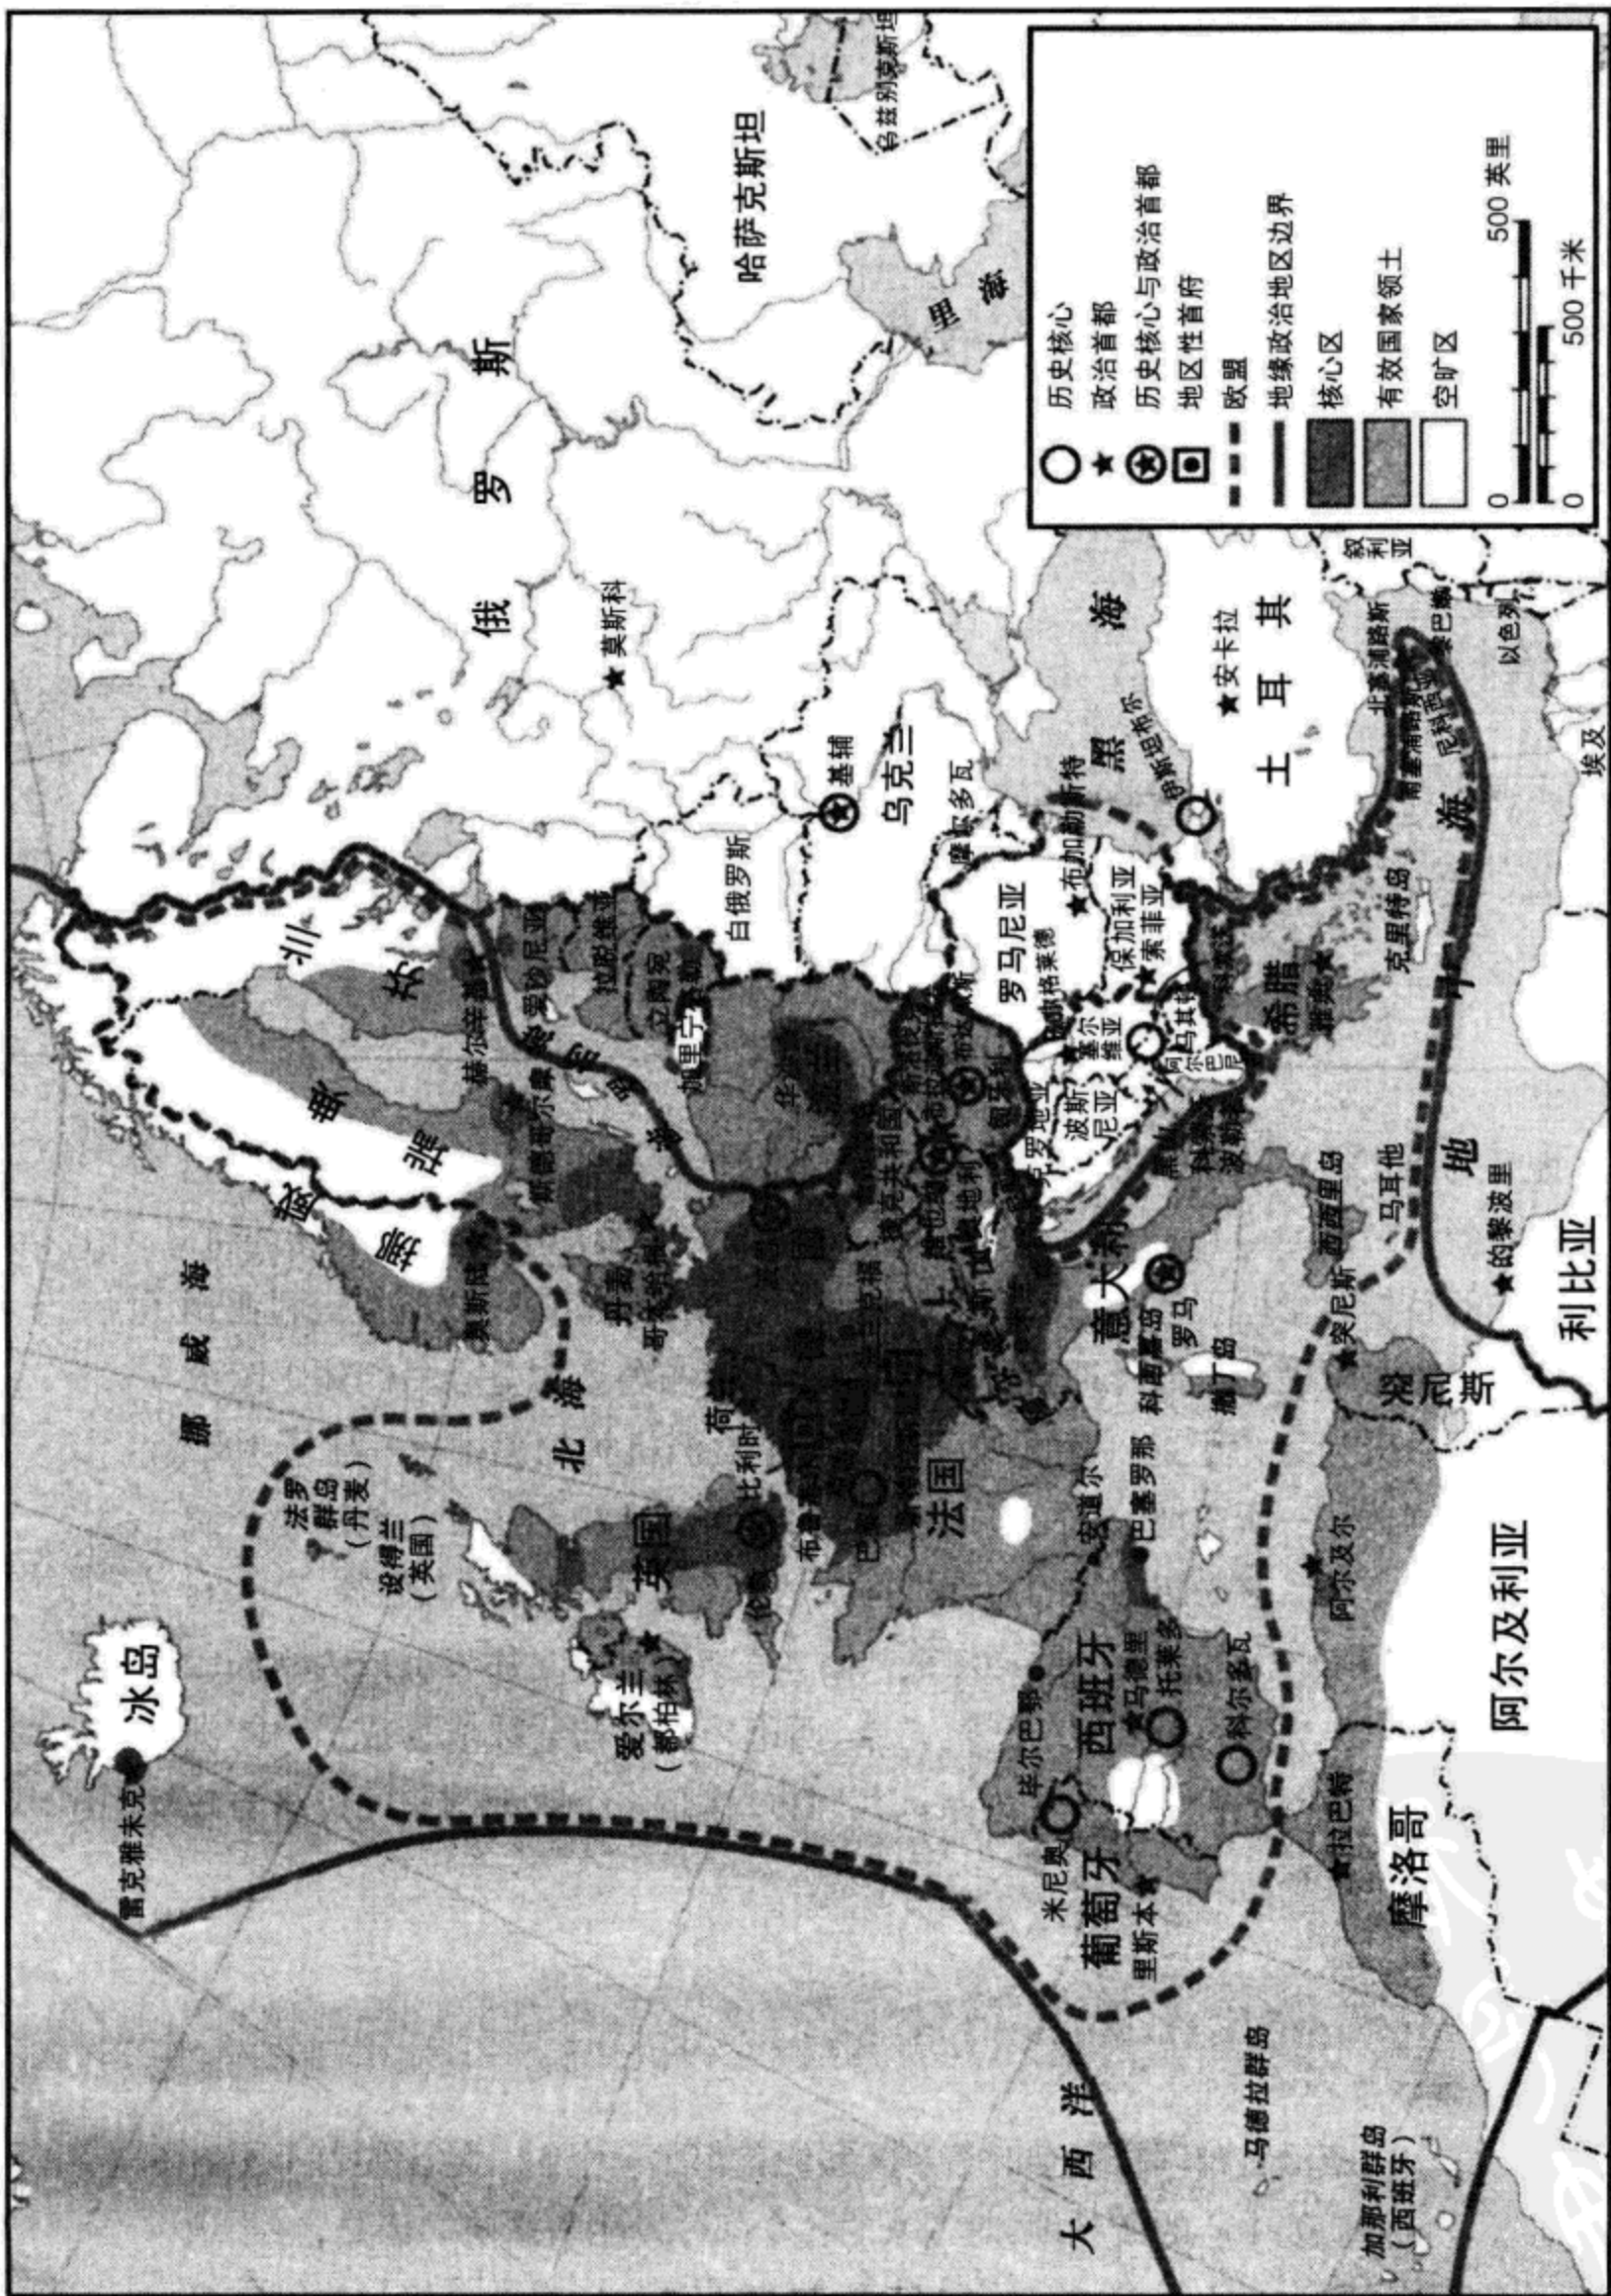 冰岛
雷克雅未克
挪威海
法罗
群岛
(丹麦)
设得兰
(英国)
北海
挪威
瑞典
芬兰
奥斯陆
斯德哥尔摩
赫尔辛基
爱沙尼亚
拉脱维亚
立陶宛
波罗的海
丹麦
哥本哈根
俄罗斯
莫斯科
哈萨克斯坦
乌兹别克斯坦
里海
白俄罗斯
基辅
乌克兰
摩尔多瓦
爱尔兰
(都柏林)
英国
荷兰
比利时
法国
捷克共和国
维也纳
奥地利
匈牙利
罗马尼亚
布加勒斯特
保加利亚
索菲亚
塞尔
维亚
克罗地亚
波斯
尼亚
阿尔巴尼
黑海
伊斯坦布尔
安卡拉
土耳其
希腊
雅典
克里特岛
北塞浦路斯
尼科西亚
黎巴嫩
叙利亚
以色列
埃及
意大利
罗马
科西嘉岛
撒丁岛
西西里岛
马耳他
地中海
安道尔
巴塞罗那
毕尔巴鄂
西班牙
马德里
托莱多
科尔多瓦
米尼奥
葡萄牙
里斯本
大西洋
马德拉群岛
加那利群岛
(西班牙)
拉巴特
摩洛哥
阿尔及尔
阿尔及利亚
突尼斯
突尼斯
的黎波里
利比亚
历史核心
政治首都
历史核心与政治首都
地区性首府
欧盟
地缘政治地区边界
核心区
有效国家领土
空旷区
0 500 英里
0 500 千米